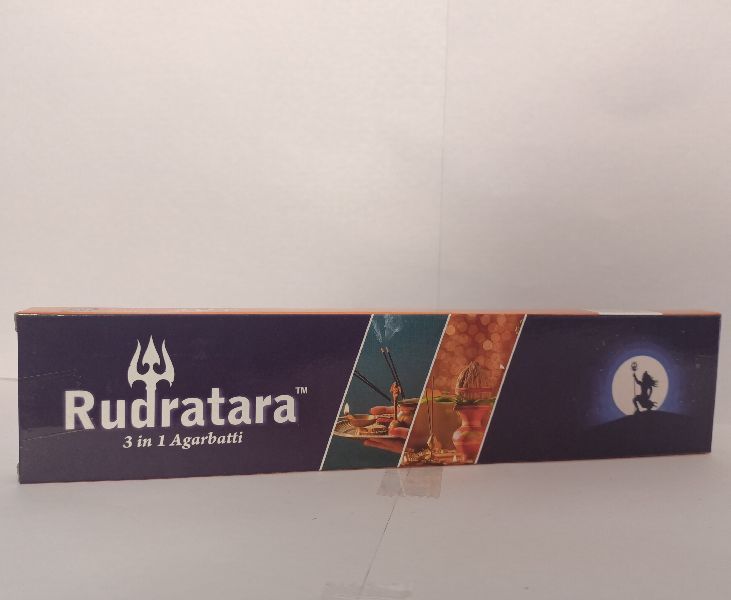 Rudratara™
3 in 1 Agarbatti